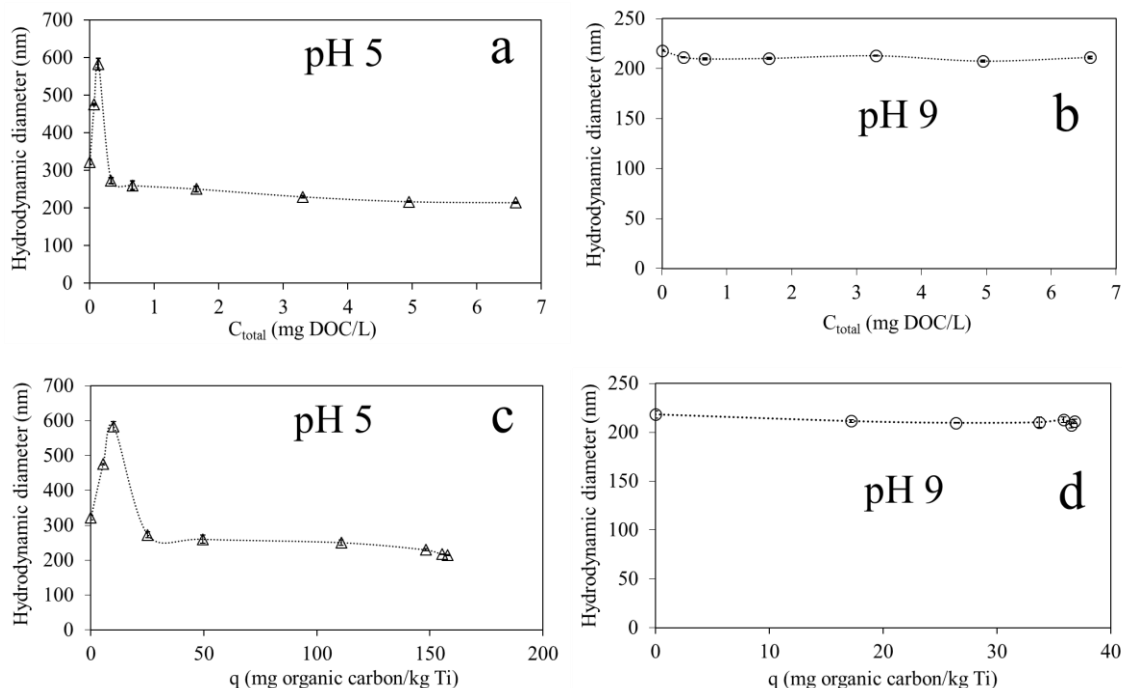 Hydrodynamic diameter (nm)
700
600
500
400
300
200
100
0
pH 5
a
0 1 2 3 4 5 6 7
C_total (mg DOC/L)
Hydrodynamic diameter (nm)
250
200
150
100
50
0
pH 9
b
0 1 2 3 4 5 6 7
C_total (mg DOC/L)
Hydrodynamic diameter (nm)
700
600
500
400
300
200
100
0
pH 5
c
0 50 100 150 200
q (mg organic carbon/kg Ti)
Hydrodynamic diameter (nm)
250
200
150
100
50
0
pH 9
d
0 10 20 30 40
q (mg organic carbon/kg Ti)